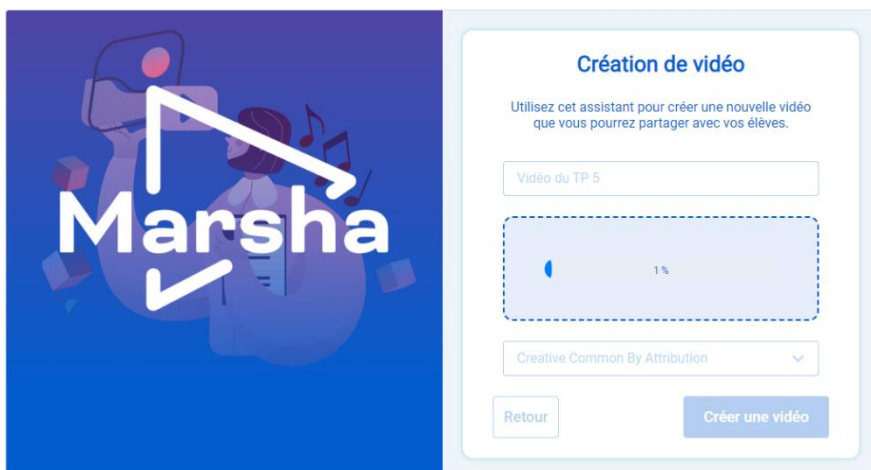 Marsha
Création de vidéo
Utilisez cet assistant pour créer une nouvelle vidéo
que vous pourrez partager avec vos élèves.
Vidéo du TP 5
1 %
Creative Common By Attribution
Retour
Créer une vidéo